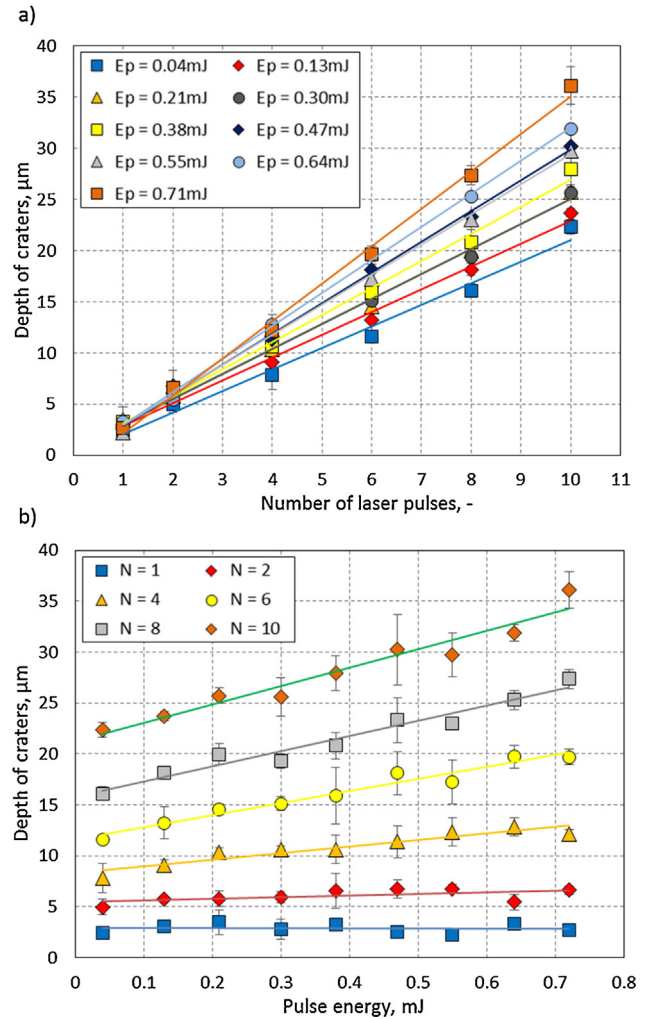 a)
40
35
30
25
20
15
10
5
0
Depth of craters, µm
Ep = 0.04mJ Ep = 0.13mJ
Ep = 0.21mJ Ep = 0.30mJ
Ep = 0.38mJ Ep = 0.47mJ
Ep = 0.55mJ Ep = 0.64mJ
Ep = 0.71mJ
0 1 2 3 4 5 6 7 8 9 10 11
Number of laser pulses, -
b)
40
35
30
25
20
15
10
5
0
Depth of craters, µm
N = 1 N = 2
N = 4 N = 6
N = 8 N = 10
0 0.1 0.2 0.3 0.4 0.5 0.6 0.7 0.8
Pulse energy, mJ